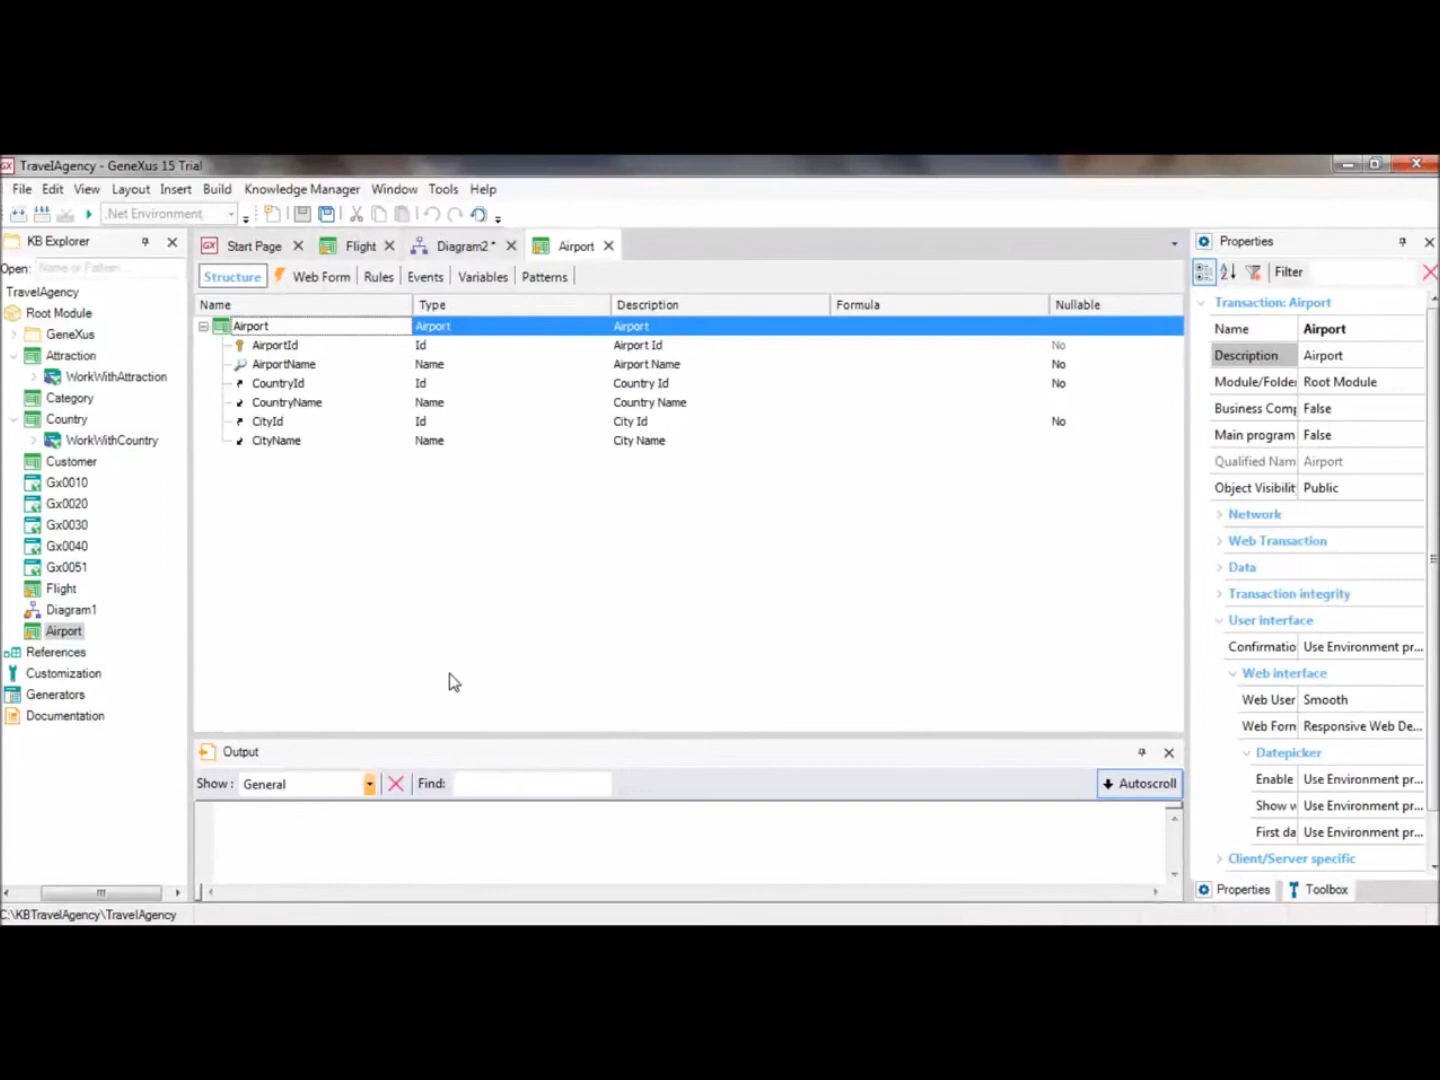 TravelAgency - GeneXus 15 Trial
File Edit View Layout Insert Build Knowledge Manager Window Tools Help
.Net Environment
KB Explorer
Open: Name or Pattern...
TravelAgency
Root Module
GeneXus
Attraction
WorkWithAttraction
Category
Country
WorkWithCountry
Customer
Gx0010
Gx0020
Gx0030
Gx0040
Gx0051
Flight
Diagram1
Airport
References
Customization
Generators
Documentation
Start Page Flight Diagram2* Airport
Structure Web Form Rules Events Variables Patterns
Name Type Description Formula Nullable
Airport Airport Airport
AirportId Id Airport Id No
AirportName Name Airport Name No
CountryId Id Country Id No
CountryName Name Country Name
CityId Id City Id No
CityName Name City Name
Output
Show: General Find: Autoscroll
Properties
Filter
Transaction: Airport
Name Airport
Description Airport
Module/Folder Root Module
Business Comp False
Main program False
Qualified Nam Airport
Object Visibilit Public
Network
Web Transaction
Data
Transaction integrity
User interface
Confirmatio Use Environment pr...
Web interface
Web User Smooth
Web Form Responsive Web De...
Datepicker
Enable Use Environment pr...
Show w Use Environment pr...
First da Use Environment pr...
Client/Server specific
Properties Toolbox
C:\KBTravelAgency\TravelAgency